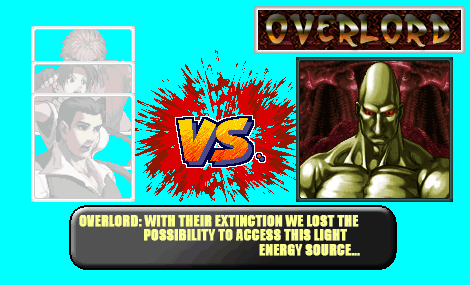 OVERLORD
VS.
OVERLORD: WITH THEIR EXTINCTION WE LOST THE
POSSIBILITY TO ACCESS THIS LIGHT
ENERGY SOURCE...